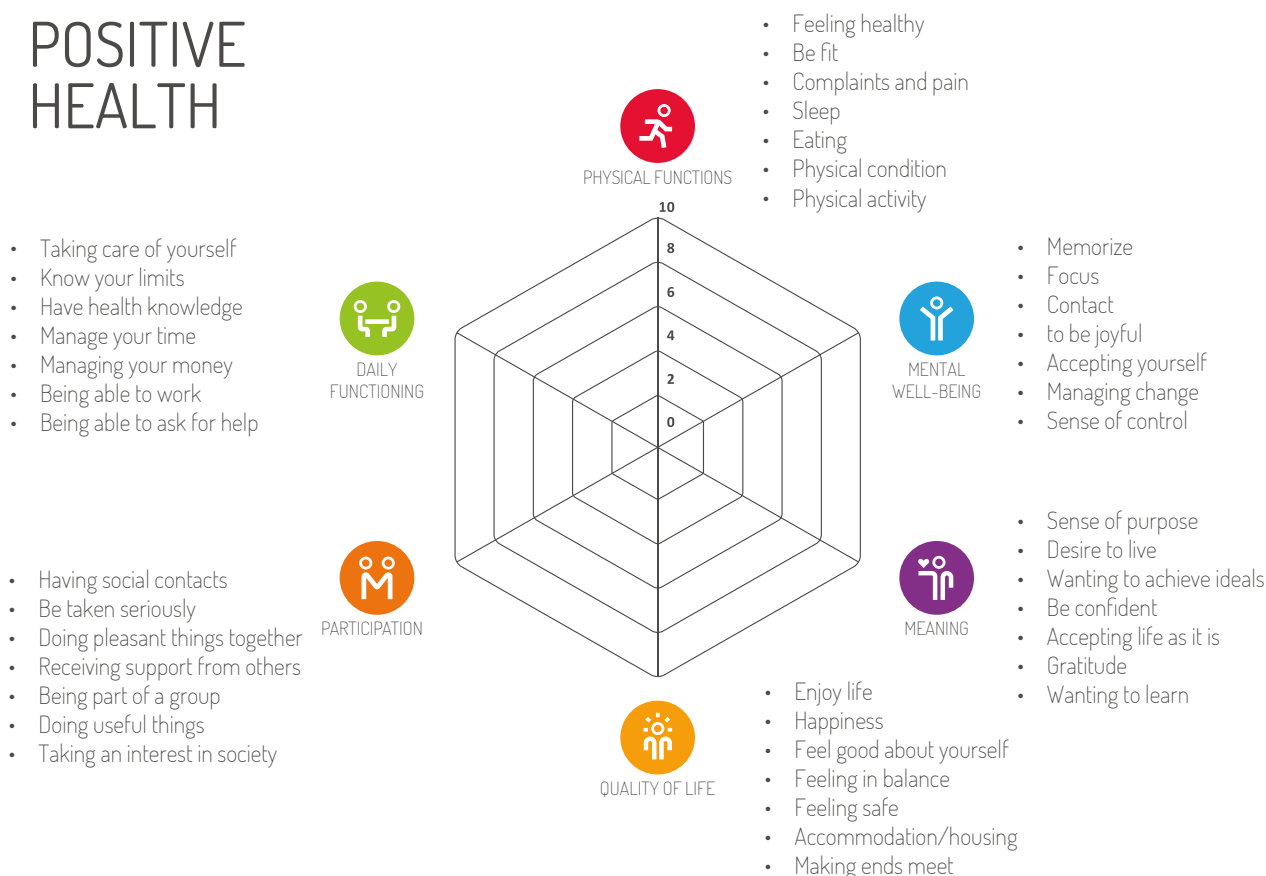 POSITIVE
HEALTH
• Feeling healthy
• Be fit
• Complaints and pain
• Sleep
• Eating
• Physical condition
• Physical activity
PHYSICAL FUNCTIONS
10
8
6
4
2
0
• Taking care of yourself
• Know your limits
• Have health knowledge
• Manage your time
• Managing your money
• Being able to work
• Being able to ask for help
DAILY
FUNCTIONING
MENTAL
WELL-BEING
• Memorize
• Focus
• Contact
• to be joyful
• Accepting yourself
• Managing change
• Sense of control
• Having social contacts
• Be taken seriously
• Doing pleasant things together
• Receiving support from others
• Being part of a group
• Doing useful things
• Taking an interest in society
PARTICIPATION
MEANING
• Sense of purpose
• Desire to live
• Wanting to achieve ideals
• Be confident
• Accepting life as it is
• Gratitude
• Wanting to learn
QUALITY OF LIFE
• Enjoy life
• Happiness
• Feel good about yourself
• Feeling in balance
• Feeling safe
• Accommodation/housing
• Making ends meet